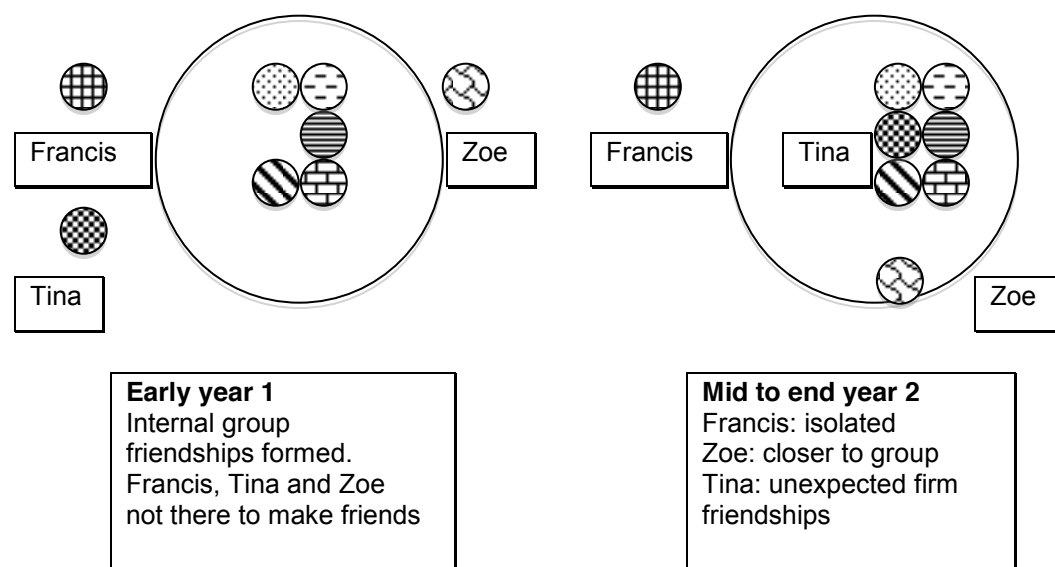 Francis
Zoe
Tina
Early year 1
Internal group
friendships formed.
Francis, Tina and Zoe
not there to make friends
Francis
Tina
Zoe
Mid to end year 2
Francis: isolated
Zoe: closer to group
Tina: unexpected firm
friendships